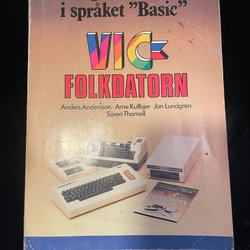 i språket "Basic"
VIC
FOLKDATORN
Anders Andersson Arne Kullbjer Jan Lundgren
Sören Thornell